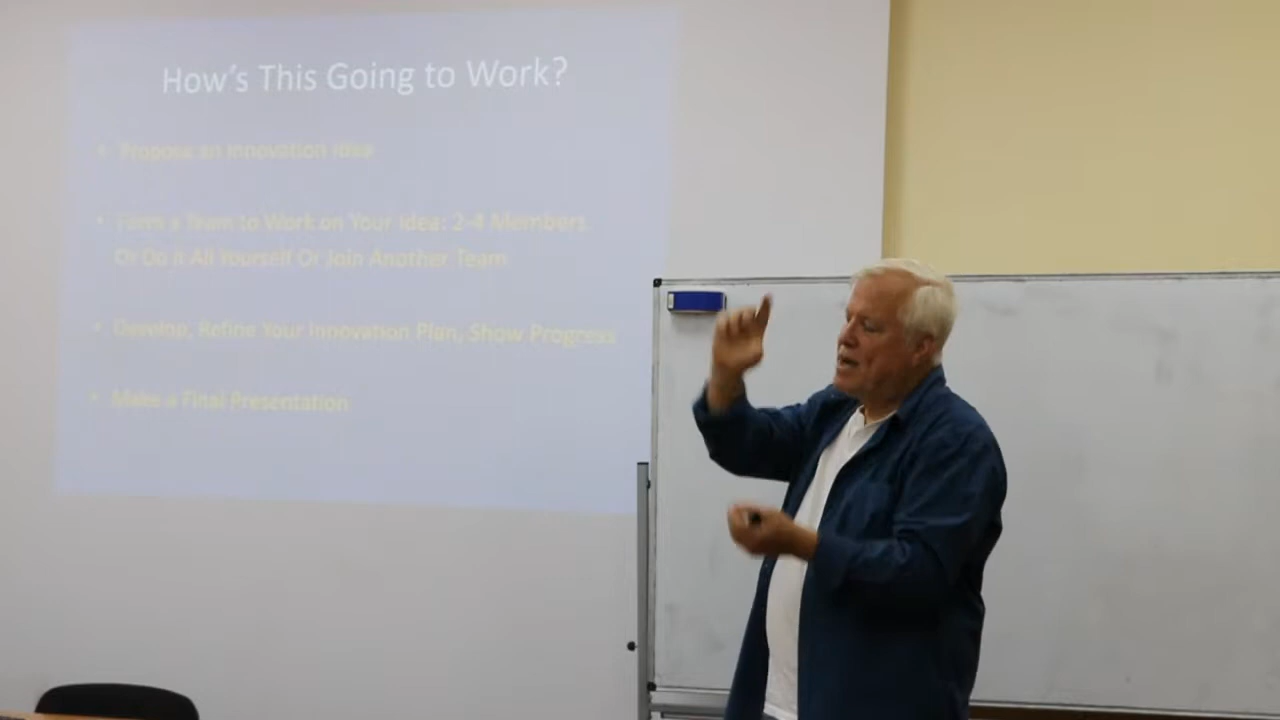 How's This Going to Work?
• Propose an Innovation Idea
• Form a Team to Work on Your Idea: 2-4 Members
Or Do it All Yourself Or Join Another Team
• Develop, Refine Your Innovation Plan, Show Progress
• Make a Final Presentation